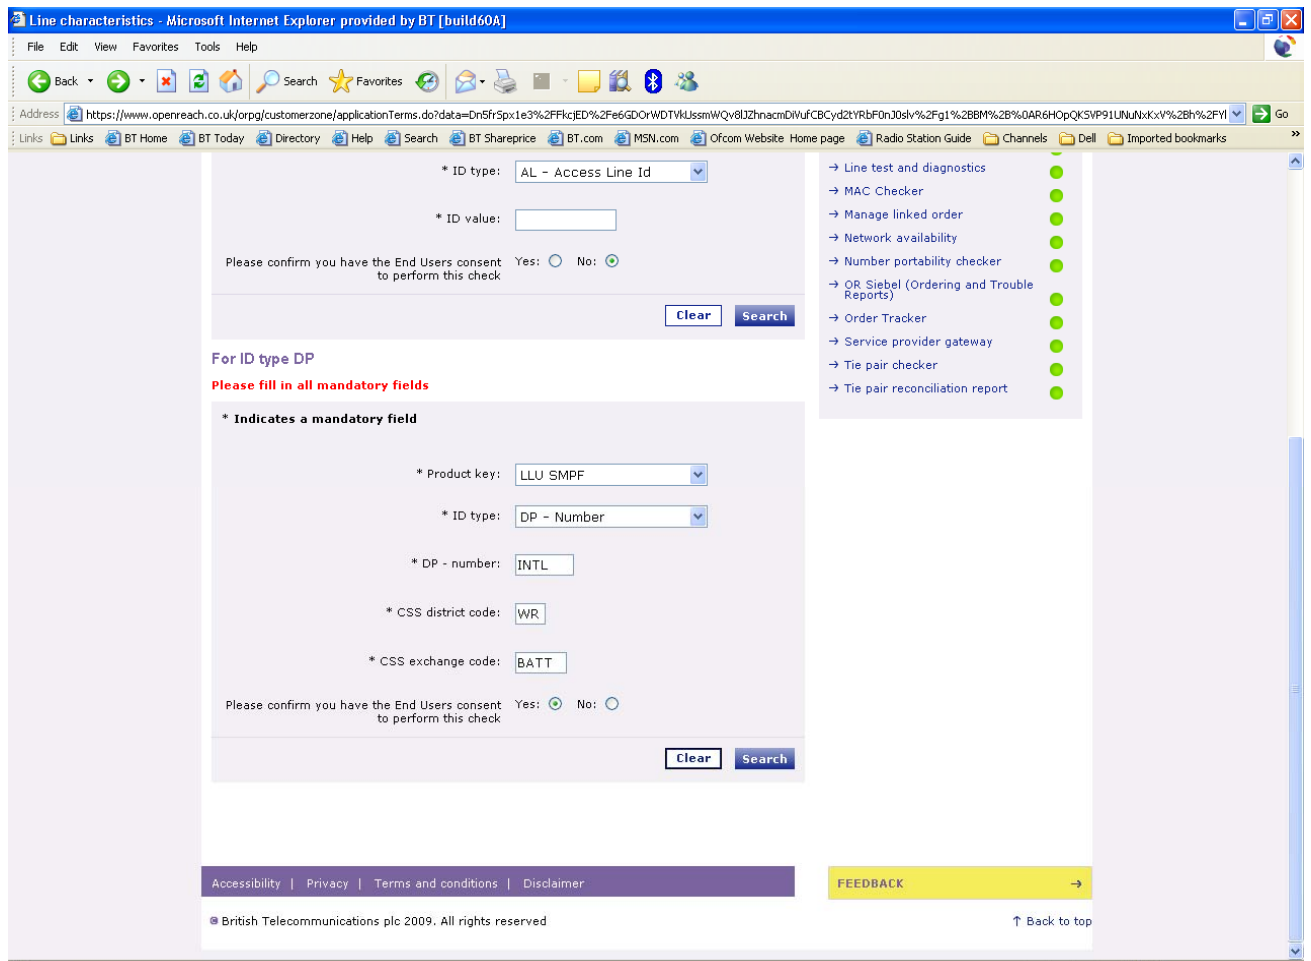 Line characteristics - Microsoft Internet Explorer provided by BT [build60A]
File Edit View Favorites Tools Help
Back Search Favorites
Address https://www.openreach.co.uk/orpg/customerzone/applicationTerms.do?data= Go
Links Links BT Home BT Today Directory Help Search BT Shareprice BT.com MSN.com Ofcom Website Home page Radio Station Guide Channels Dell Imported bookmarks »
* ID type: AL - Access Line Id
* ID value:
Please confirm you have the End Users consent to perform this check Yes: No:
Clear Search
→ Line test and diagnostics
→ MAC Checker
→ Manage linked order
→ Network availability
→ Number portability checker
→ OR Siebel (Ordering and Trouble
Reports)
→ Order Tracker
→ Service provider gateway
→ Tie pair checker
→ Tie pair reconciliation report
For ID type DP
Please fill in all mandatory fields
* Indicates a mandatory field
* Product key: LLU SMPF
* ID type: DP - Number
* DP - number: INTL
* CSS district code: WR
* CSS exchange code: BATT
Please confirm you have the End Users consent Yes: No:
to perform this check
Clear Search
Accessibility | Privacy | Terms and conditions | Disclaimer
FEEDBACK →
British Telecommunications plc 2009. All rights reserved
↑ Back to top